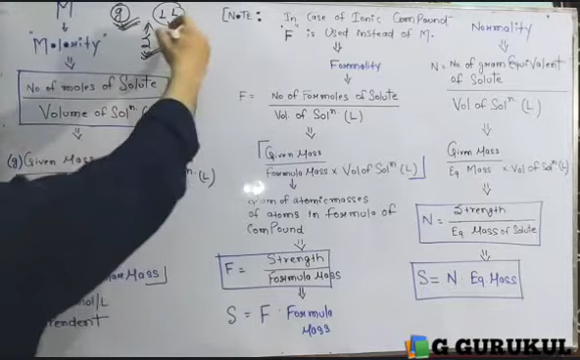 M
"Molarity"
No of moles of Solute
Volume of Solⁿ
(g) Given Mass
(L)
Mass
mol/L
g
1L
2
[NOTE: In Case of Ionic Compound
"F" is Used instead of M.
Formality
F = No of Formoles of Solute
Vol. of Solⁿ (L)
Given Mass
Formula Mass x Vol of Solⁿ (L)
of atomic masses
of atoms in formula of
Compound
F = Strength
Formula Mass
S = F . Formula
Mass
Normality
N = No of gram Equivalent
of Solute
Vol of Solⁿ (L)
Given Mass
Eq. Mass x Vol of Solⁿ (L)
N = Strength
Eq. Mass of Solute
S = N Eq. Mass
G GURUKUL